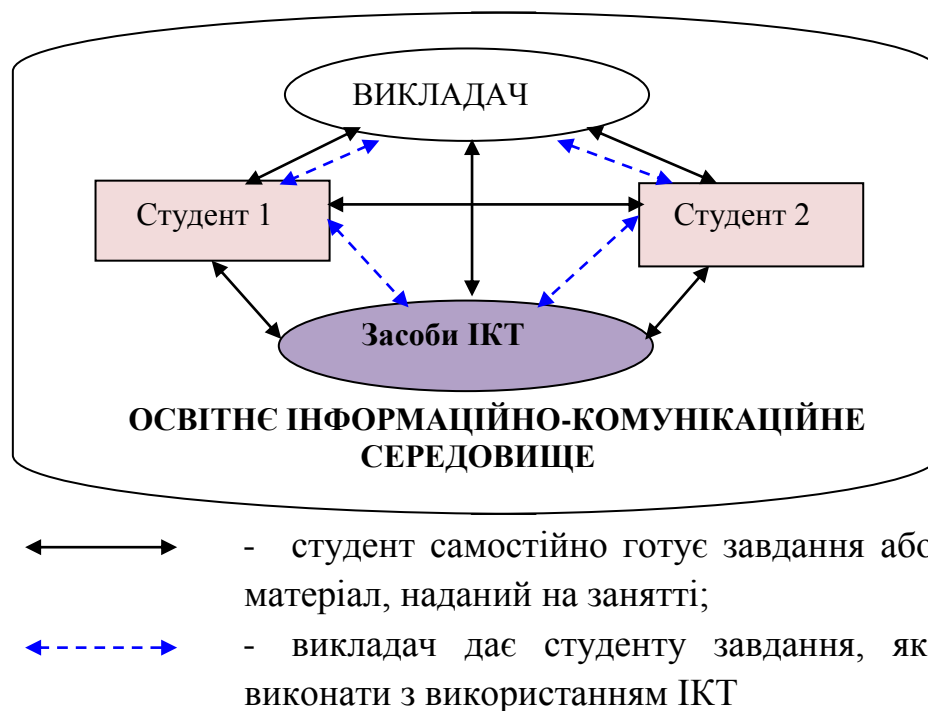 ВИКЛАДАЧ
Студент 1
Студент 2
Засоби ІКТ
ОСВІТНЄ ІНФОРМАЦІЙНО-КОМУНІКАЦІЙНЕ
СЕРЕДОВИЩЕ
- студент самостійно готує завдання або
матеріал, наданий на занятті;
- викладач дає студенту завдання, як
виконати з використанням ІКТ